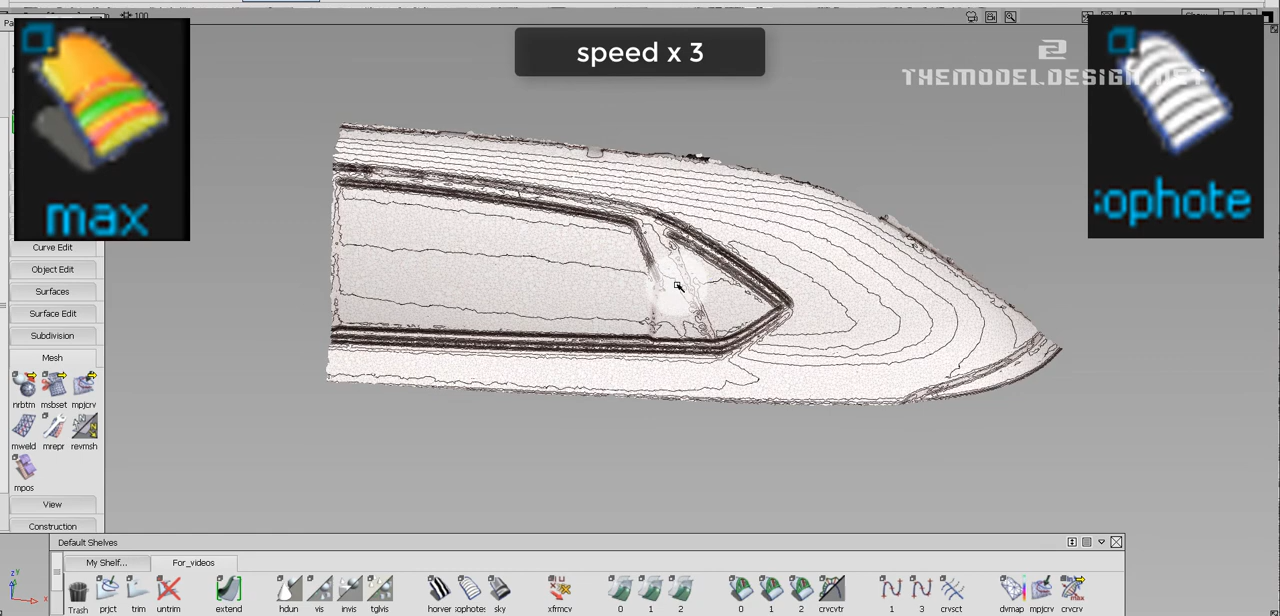 100
speed x 3
THEMODELDESIGN.NET
max
:ophote
Curve Edit
Object Edit
Surfaces
Surface Edit
Subdivision
Mesh
nrbtm msbset mpjcrv
mweld mrepr revmsh
mpos
View
Construction
Default Shelves
My Shelf... For_videos
Trash prjct trim untrim extend hdun vis invis tglvis horver :ophote sky xfrmcv 0 1 2 0 1 2 crvcvtr 1 3 crvsct dvmap mpjcrv crvcrv
z y
x